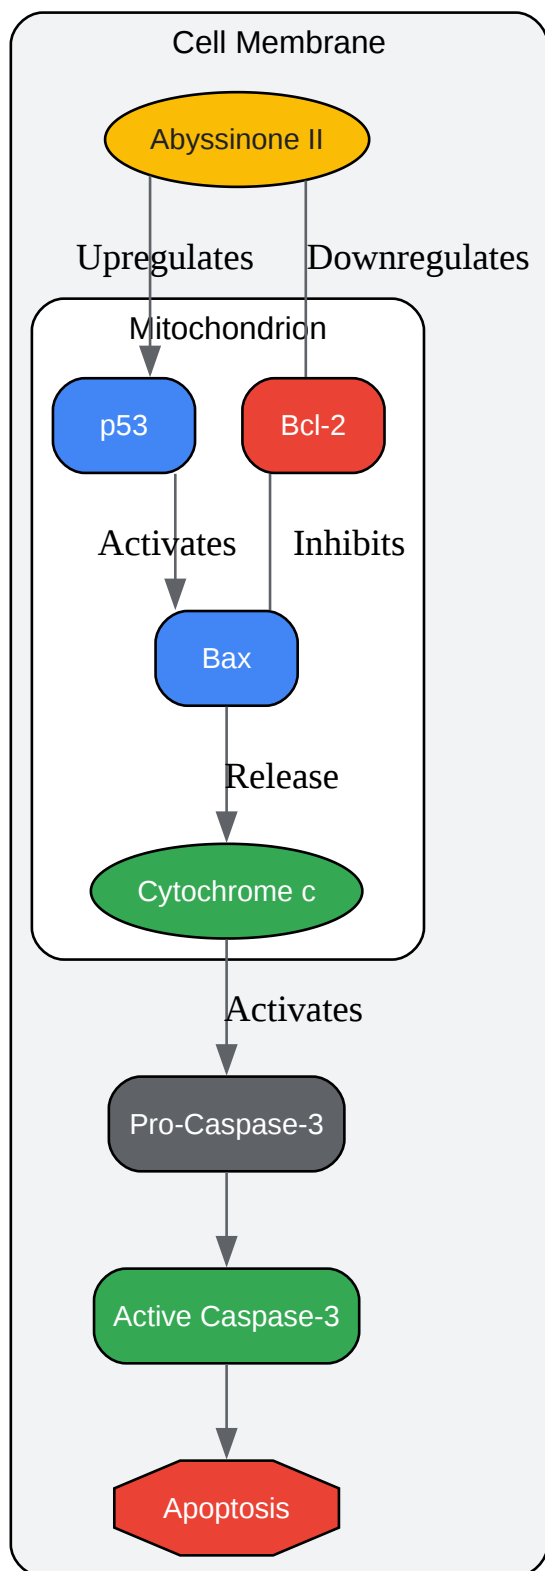 Cell Membrane
Abyssinone II
Upregulates
Downregulates
Mitochondrion
p53
Bcl-2
Activates
Inhibits
Bax
Release
Cytochrome c
Activates
Pro-Caspase-3
Active Caspase-3
Apoptosis